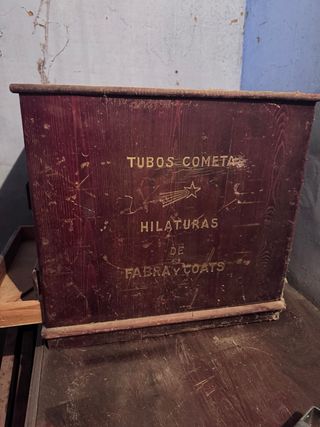 TUBOS COMETA
HILATURAS
DE
FABRA Y COATS